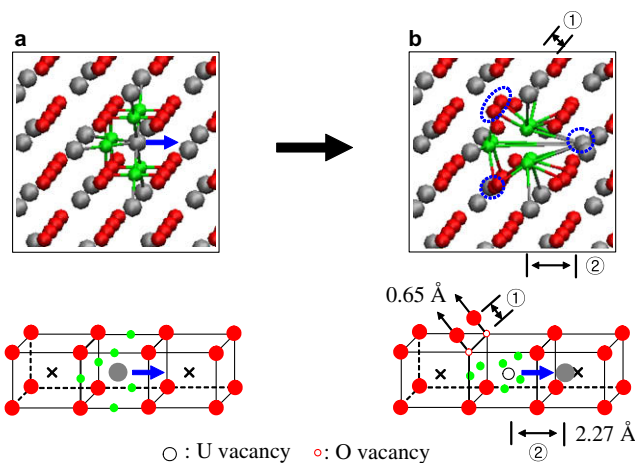 ①
a
b
②
0.65 Å
①
2.27 Å
②
: U vacancy : O vacancy